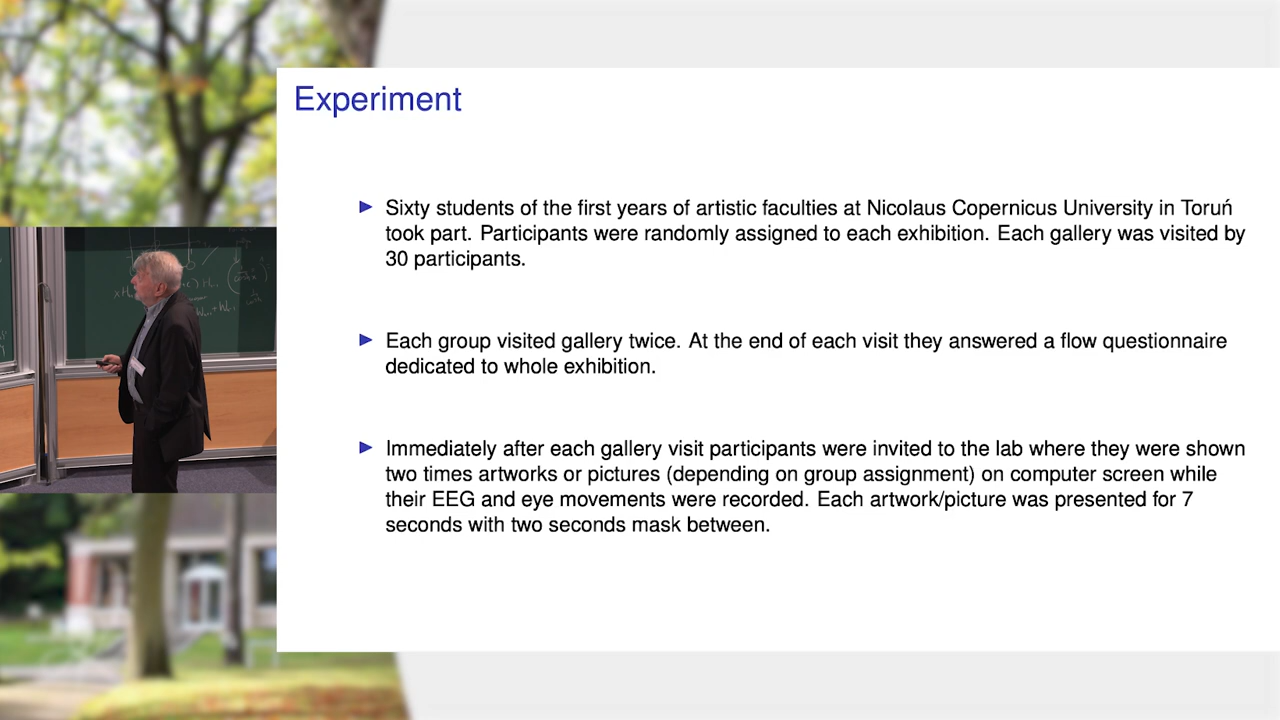 Experiment
Sixty students of the first years of artistic faculties at Nicolaus Copernicus University in Toruń
took part. Participants were randomly assigned to each exhibition. Each gallery was visited by
30 participants.
Each group visited gallery twice. At the end of each visit they answered a flow questionnaire
dedicated to whole exhibition.
Immediately after each gallery visit participants were invited to the lab where they were shown
two times artworks or pictures (depending on group assignment) on computer screen while
their EEG and eye movements were recorded. Each artwork/picture was presented for 7
seconds with two seconds mask between.